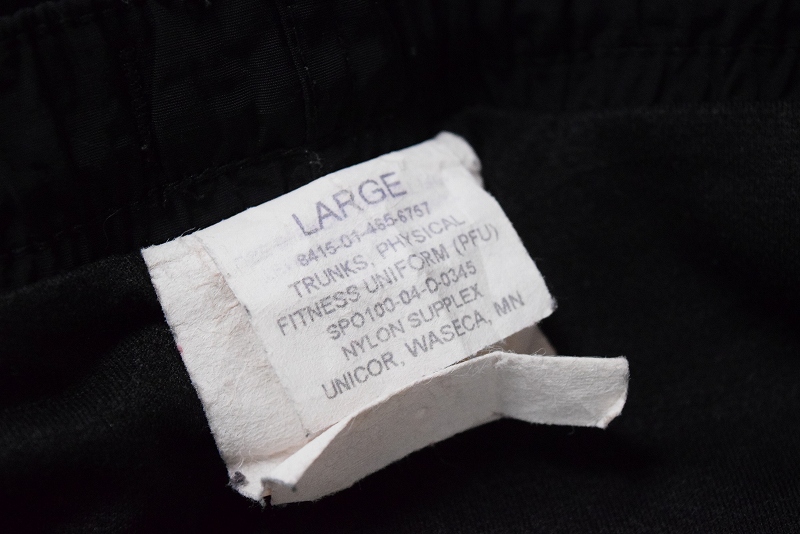 LARGE
8415-01-465-6757
TRUNKS, PHYSICAL
FITNESS UNIFORM (PFU)
SPO100-04-D-0345
NYLON SUPPLEX
UNICOR, WASECA, MN